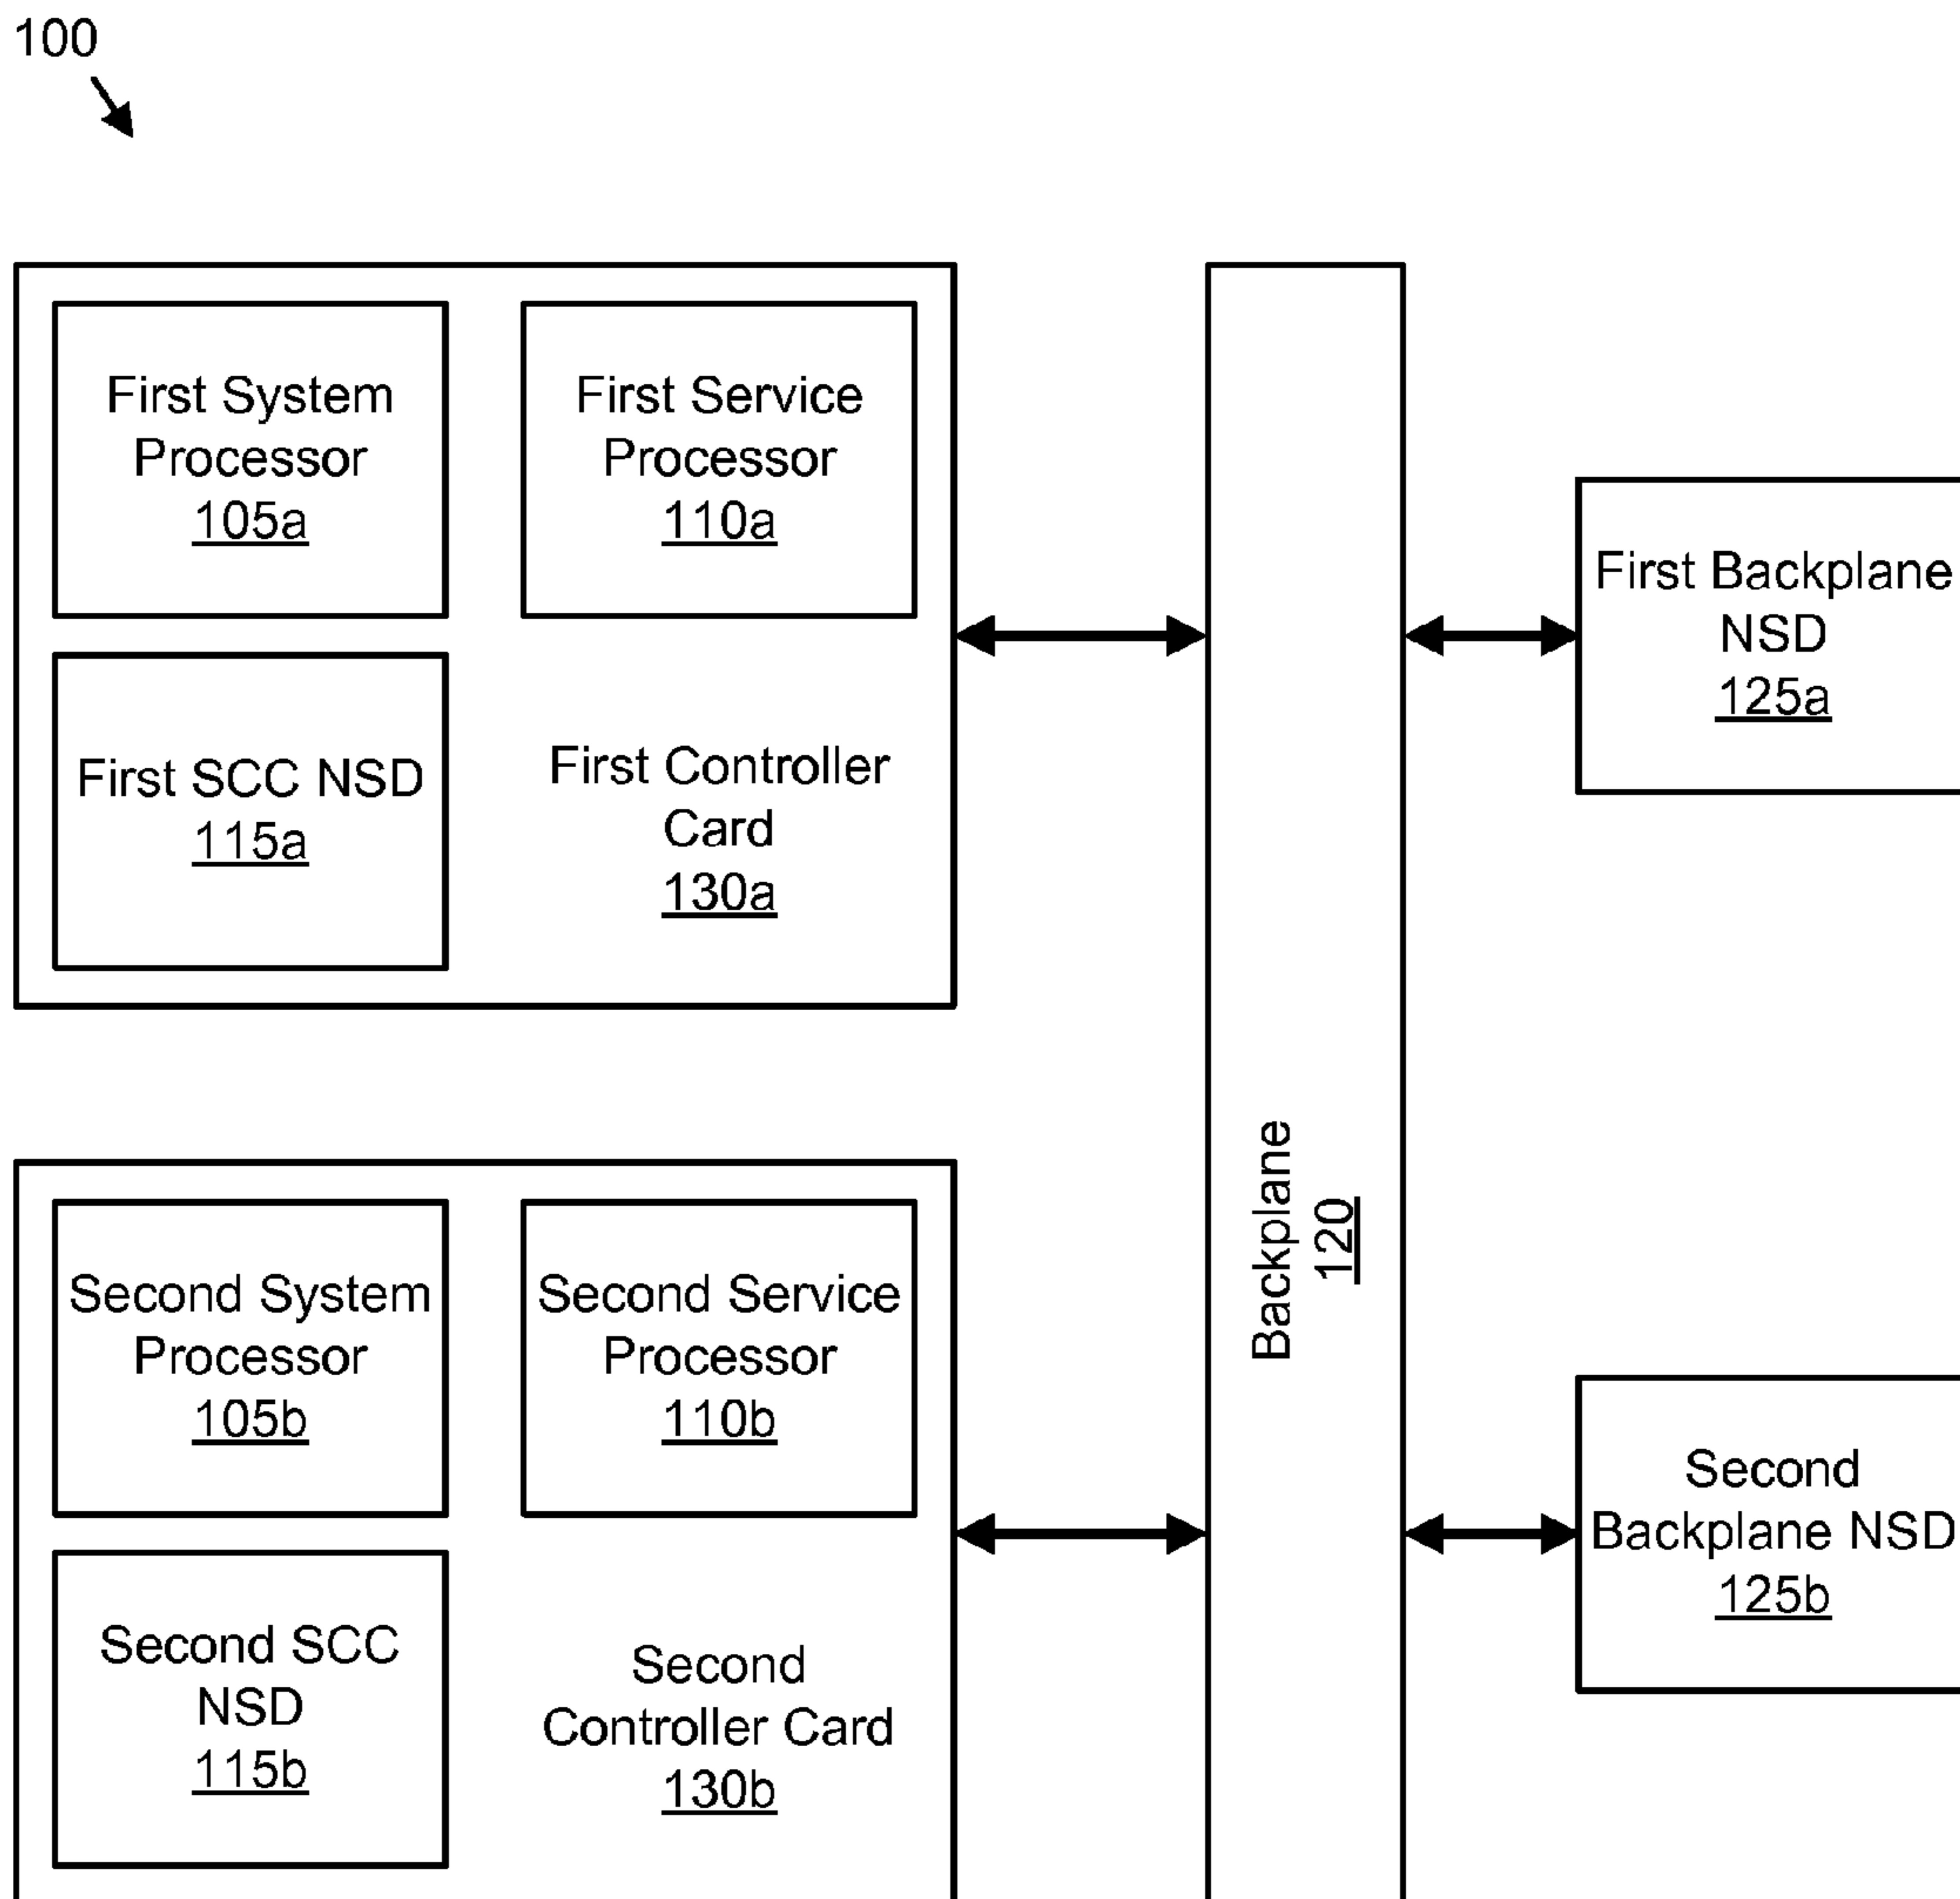 100
First System
Processor
105a
First Service
Processor
110a
First SCC NSD
115a
First Controller
Card
130a
Backplane
120
First Backplane
NSD
125a
Second System
Processor
105b
Second Service
Processor
110b
Second SCC
NSD
115b
Second
Controller Card
130b
Second
Backplane NSD
125b